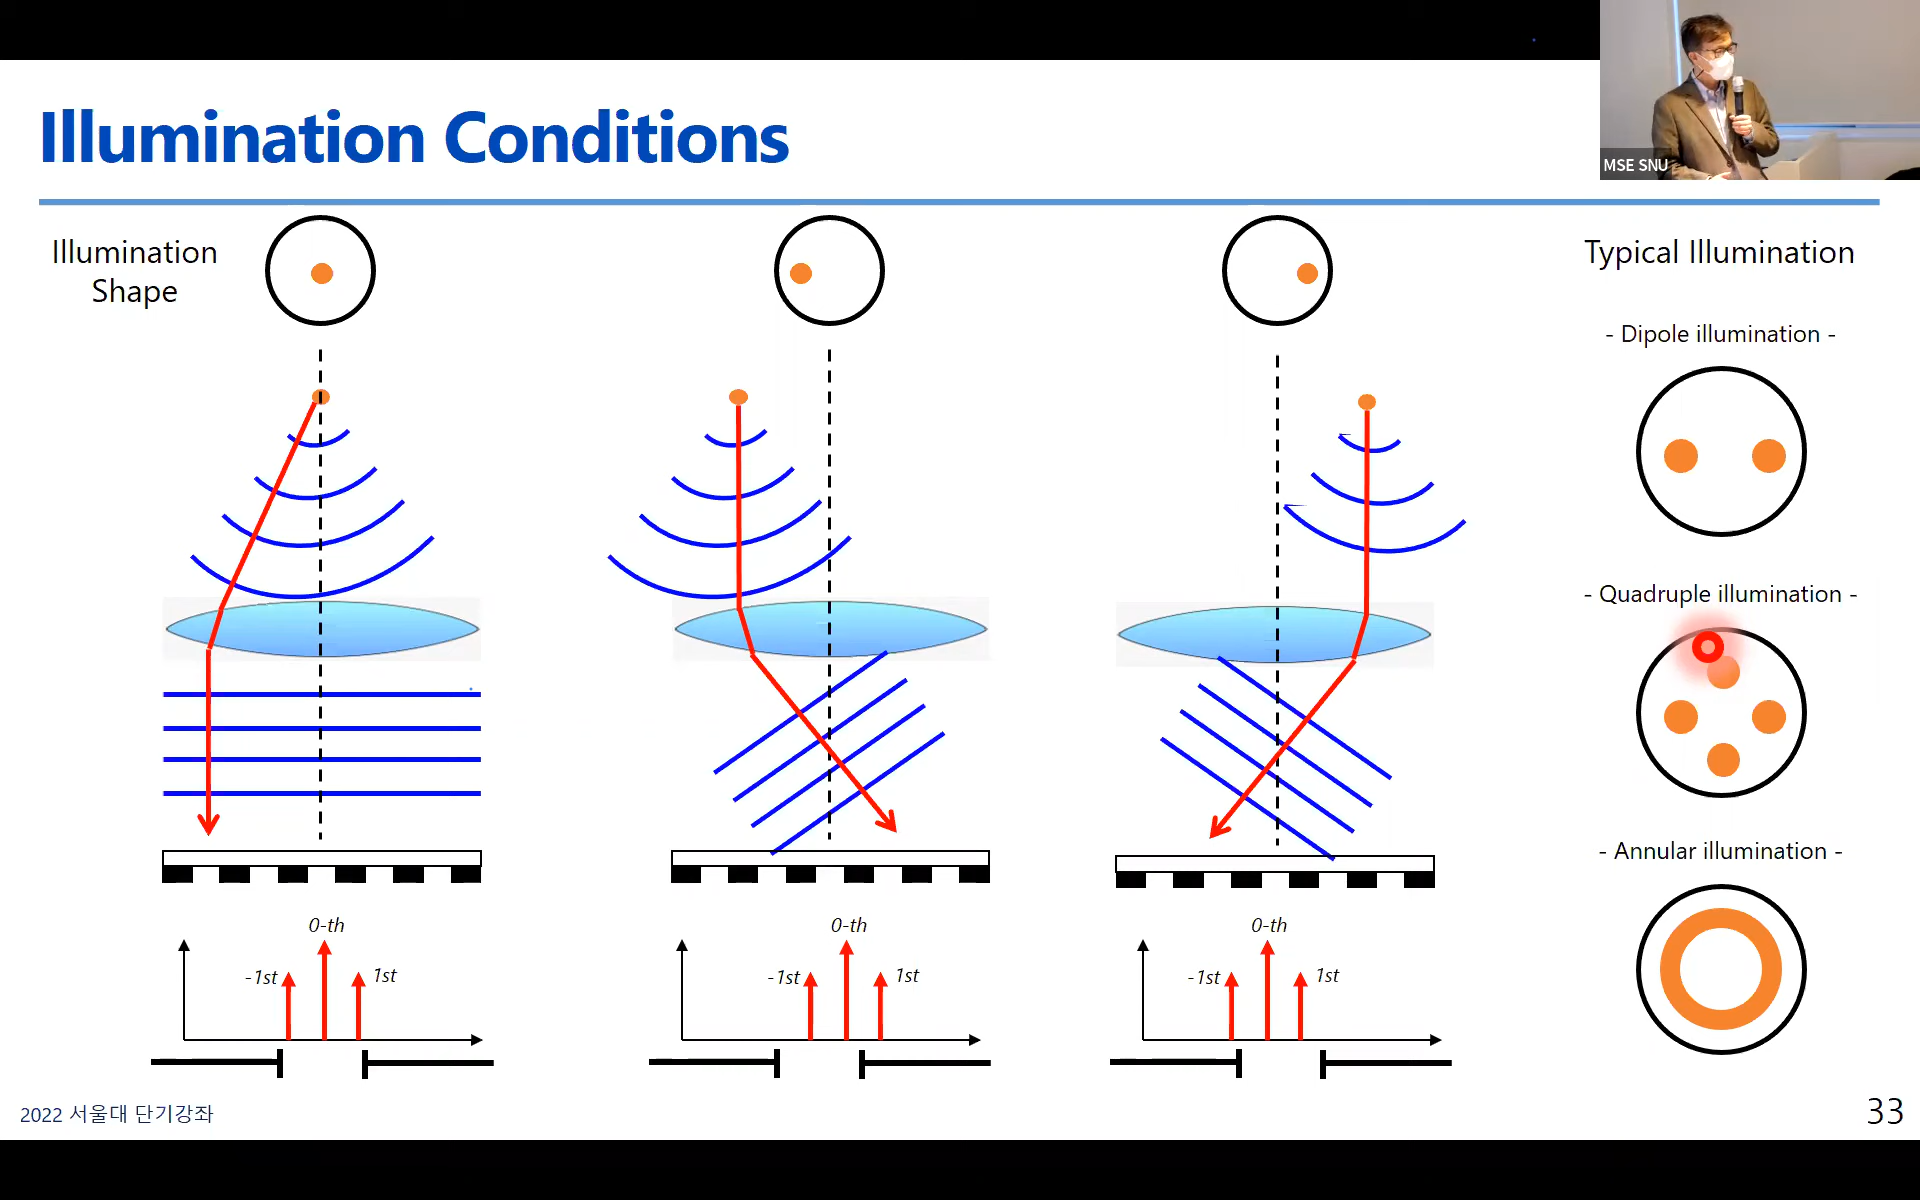 Illumination Conditions
MSE SNU
Illumination
Shape
Typical Illumination
- Dipole illumination -
- Quadruple illumination -
- Annular illumination -
0-th
-1st
1st
0-th
-1st
1st
0-th
-1st
1st
2022 서울대 단기강좌
33